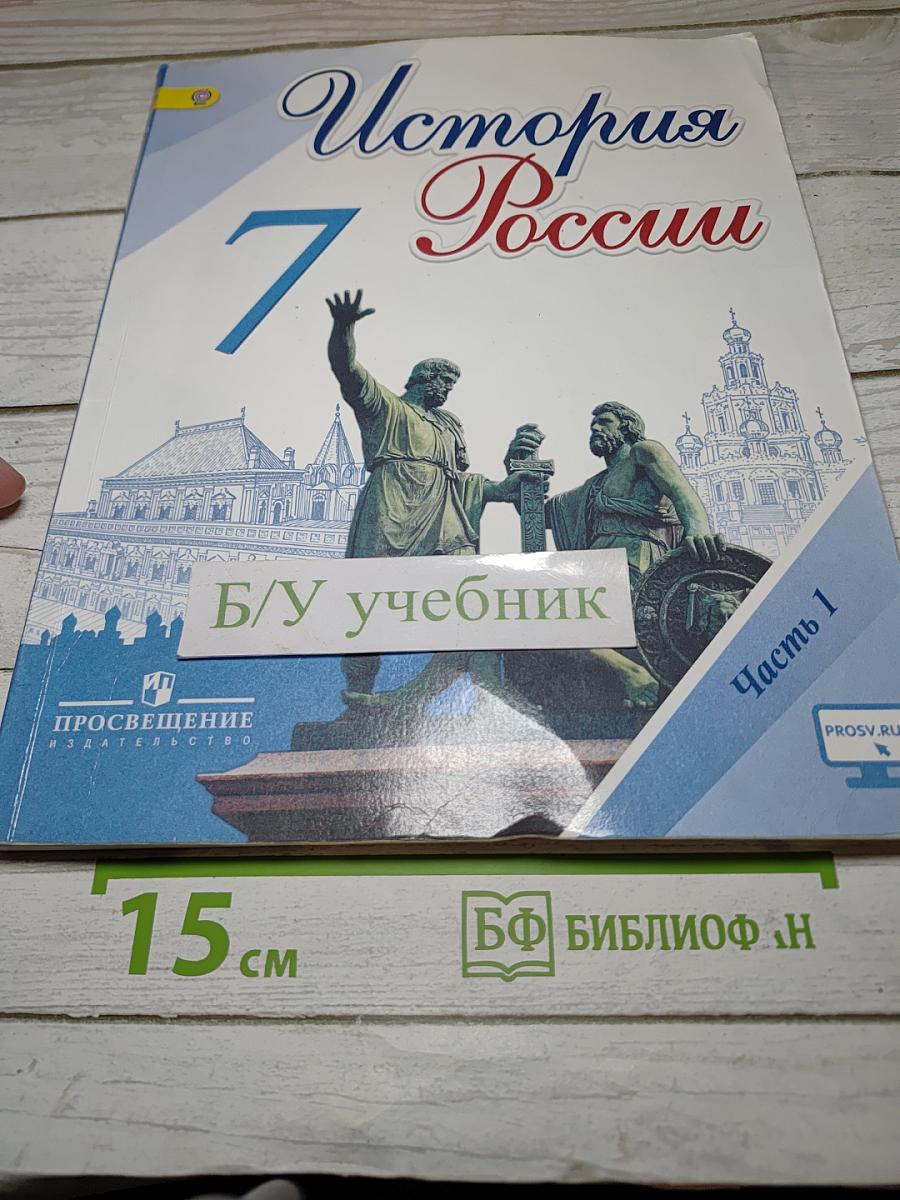 История
России
7
Б/У учебник
Часть 1
ПРОСВЕЩЕНИЕ
ИЗДАТЕЛЬСТВО
PROSV.RU
15 см
БФ